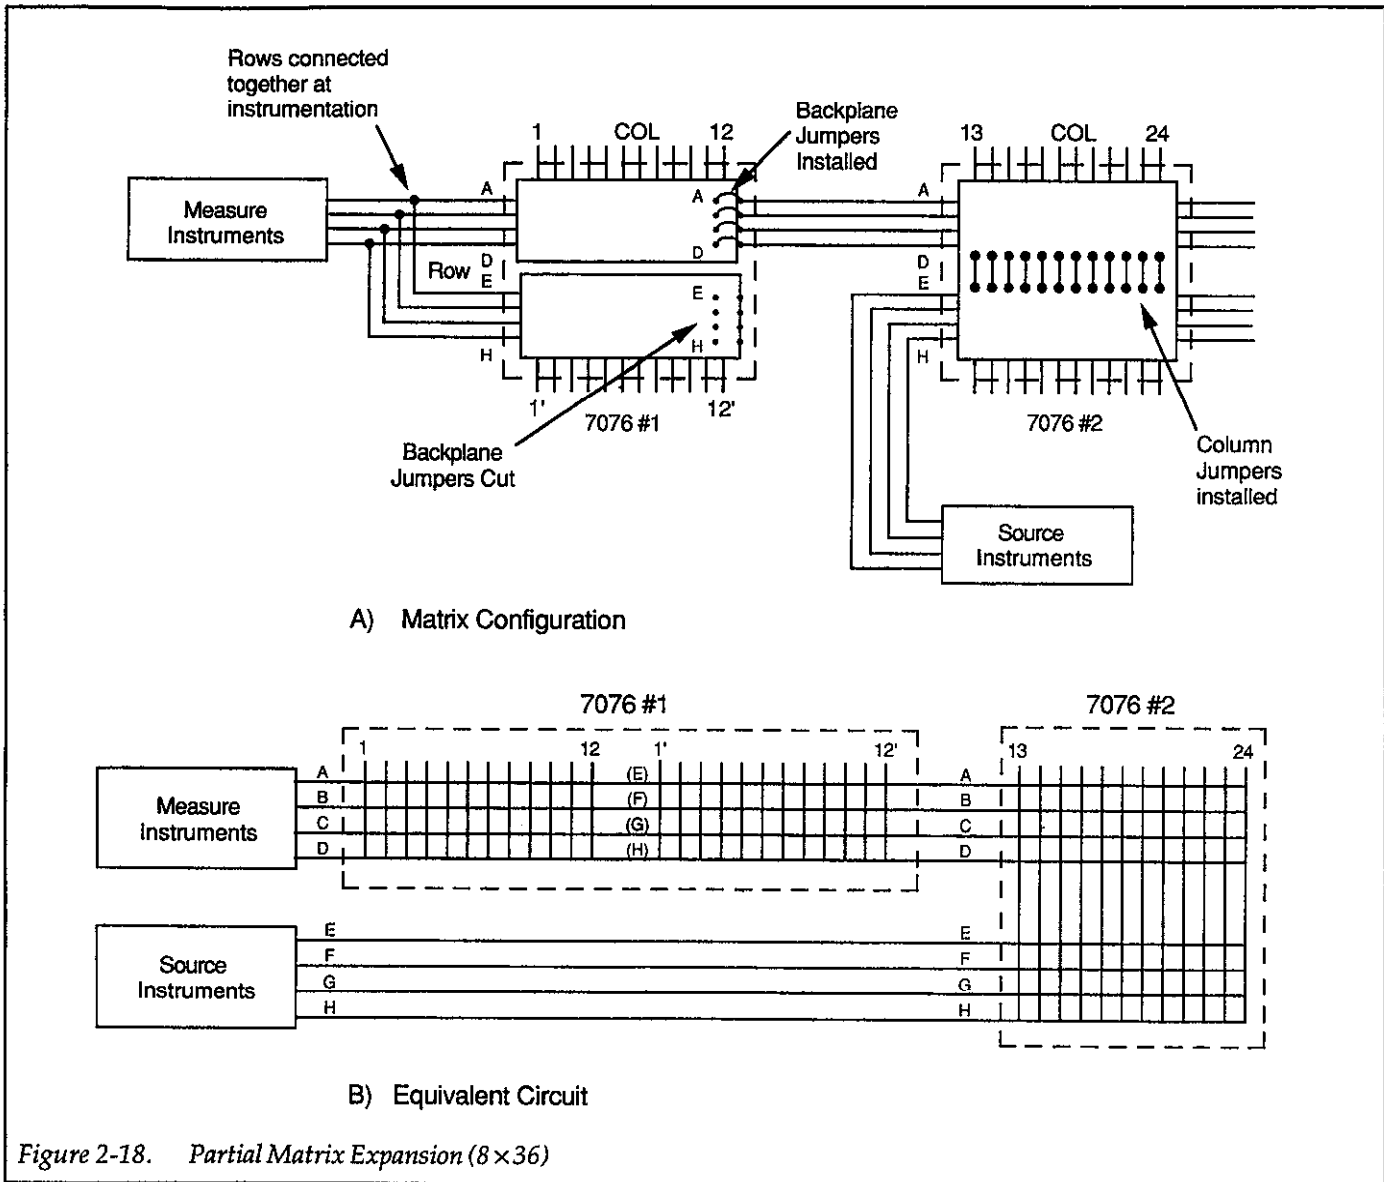 Rows connected
together at
instrumentation
Backplane
Jumpers
Installed
1 COL 12
13 COL 24
Measure
Instruments
A
A
A
D
D
D
Row
E
E
E
H
H
H
1' 12'
7076 #1
7076 #2
Backplane
Jumpers Cut
Column
Jumpers
installed
Source
Instruments
A) Matrix Configuration
7076 #1
7076 #2
1 12 1' 12'
13 24
Measure
Instruments
A (E) A
B (F) B
C (G) C
D (H) D
Source
Instruments
E E
F F
G G
H H
B) Equivalent Circuit
Figure 2-18. Partial Matrix Expansion (8×36)